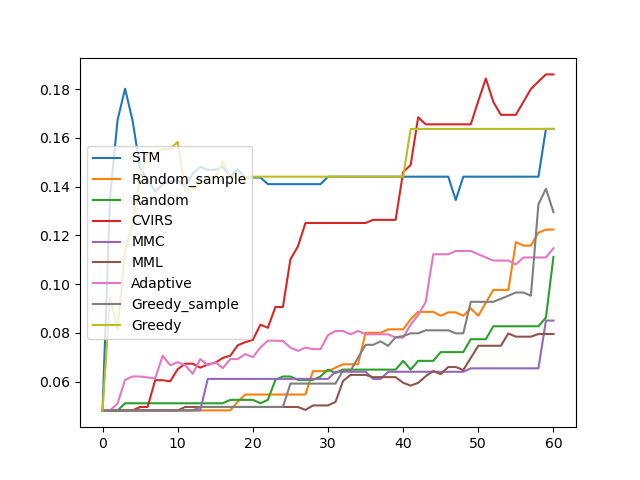 0.18
0.16
0.14
0.12
0.10
0.08
0.06
STM
Random_sample
Random
CVIRS
MMC
MML
Adaptive
Greedy_sample
Greedy
0 10 20 30 40 50 60